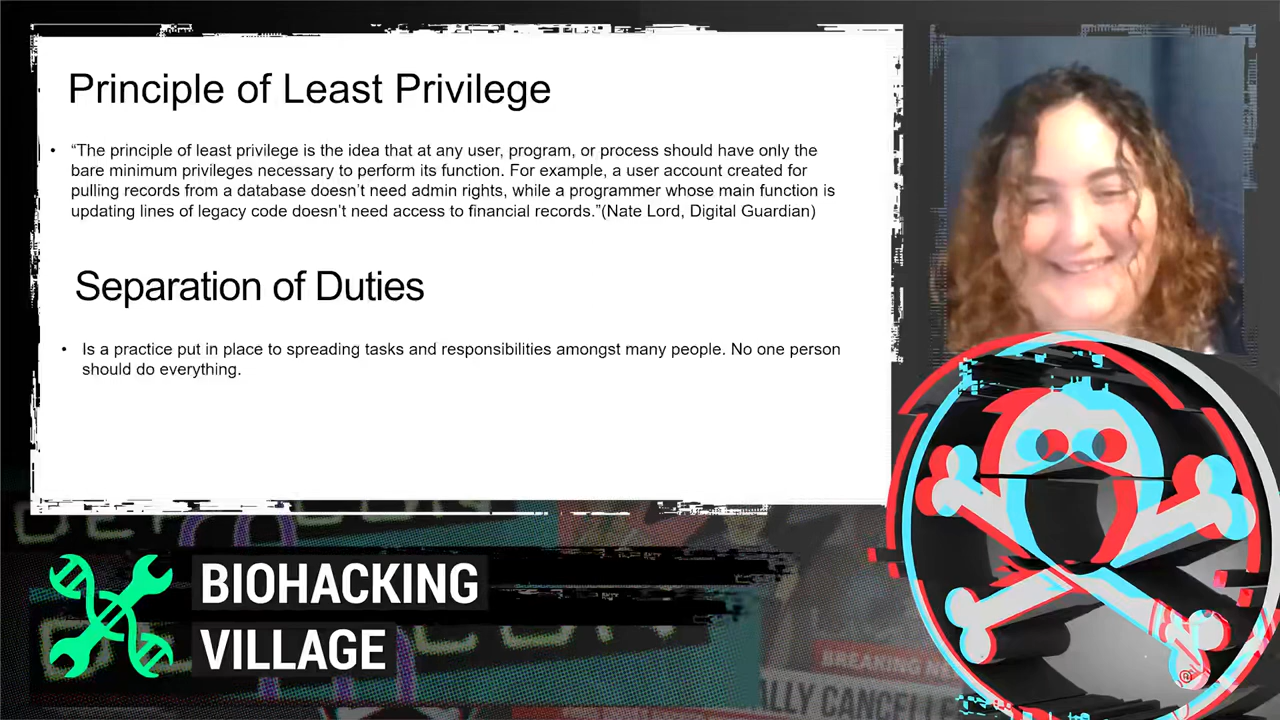 Principle of Least Privilege
• “The principle of least privilege is the idea that at any user, program, or process should have only the
bare minimum privileges necessary to perform its function. For example, a user account created for
pulling records from a database doesn’t need admin rights, while a programmer whose main function is
updating lines of legacy code doesn’t need access to financial records.”(Nate Lord, Digital Guardian)
Separation of Duties
• Is a practice put in place to spreading tasks and responsibilities amongst many people. No one person
should do everything.
BIOHACKING
VILLAGE
BREAKING NE
ALLY CANCELLE